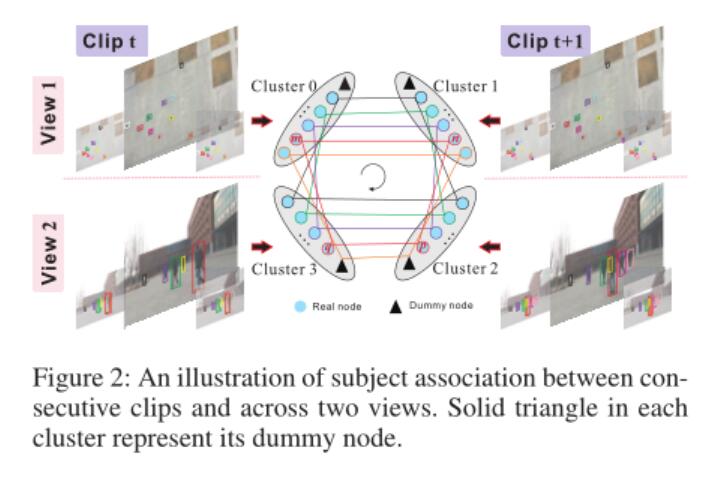 Clip t
Clip t+1
View 1
Cluster 0
Cluster 1
m
n
View 2
q
p
Cluster 3
Cluster 2
Real node
Dummy node
Figure 2: An illustration of subject association between con-
secutive clips and across two views. Solid triangle in each
cluster represent its dummy node.